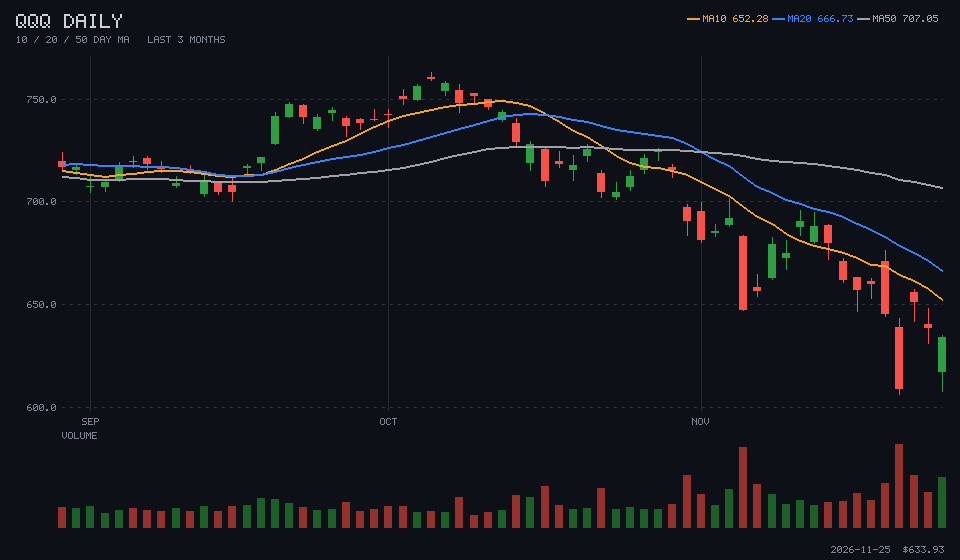 QQQ DAILY
MA10 652.28 MA20 666.73 MA50 707.05
10 / 20 / 50 DAY MA LAST 3 MONTHS
750.0
700.0
650.0
600.0
SEP OCT NOV
VOLUME
2026-11-25 $633.93